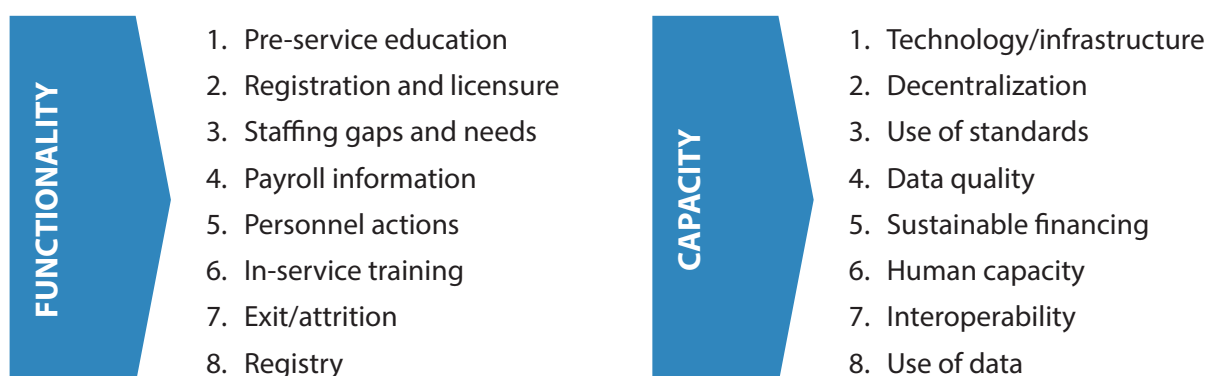 FUNCTIONALITY
1. Pre-service education
2. Registration and licensure
3. Staffing gaps and needs
4. Payroll information
5. Personnel actions
6. In-service training
7. Exit/attrition
8. Registry
CAPACITY
1. Technology/infrastructure
2. Decentralization
3. Use of standards
4. Data quality
5. Sustainable financing
6. Human capacity
7. Interoperability
8. Use of data